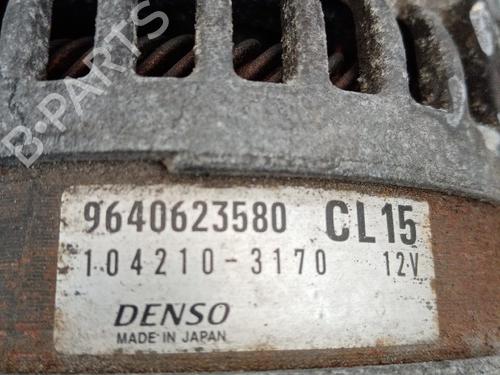 B-PARTS
9640623580 CL15
104210-3170 12V
DENSO
MADE IN JAPAN